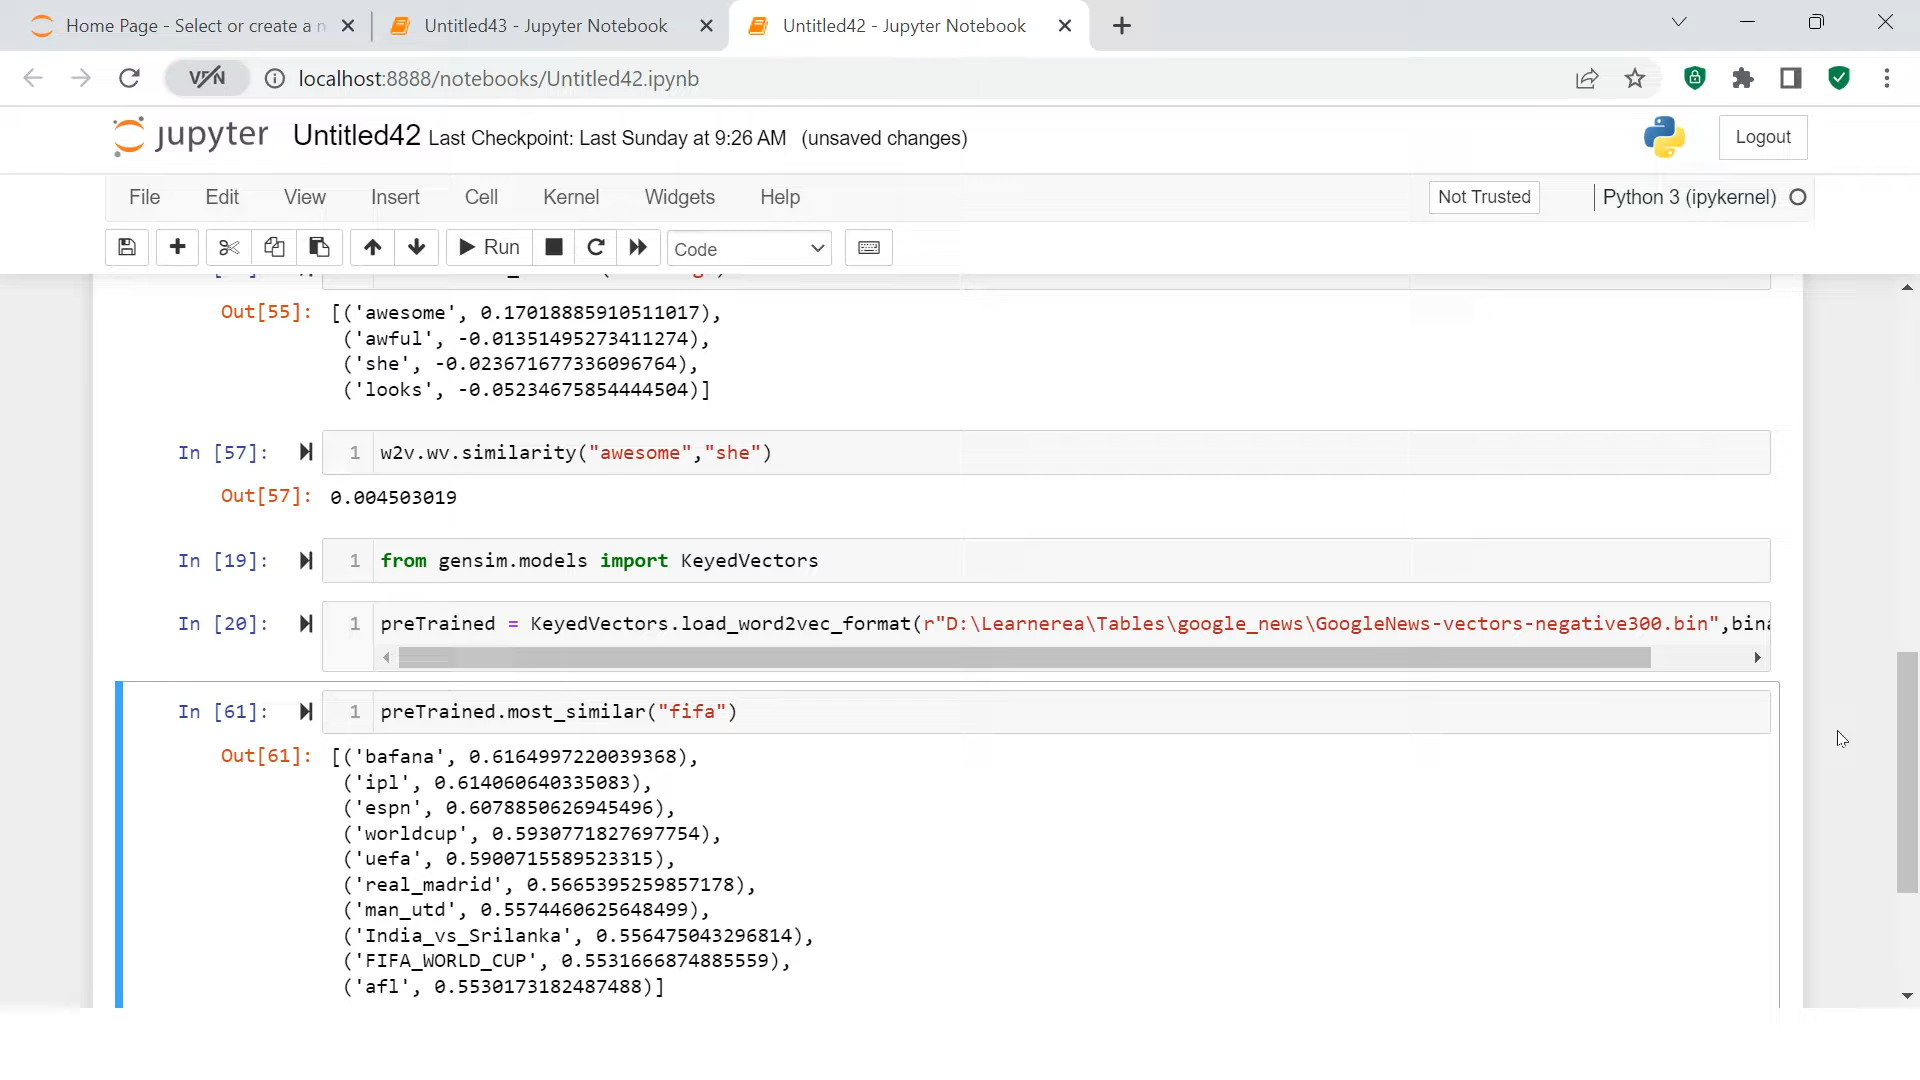 Home Page - Select or create a n
Untitled43 - Jupyter Notebook
Untitled42 - Jupyter Notebook
VPN
localhost:8888/notebooks/Untitled42.ipynb
jupyter Untitled42 Last Checkpoint: Last Sunday at 9:26 AM (unsaved changes)
Logout
File Edit View Insert Cell Kernel Widgets Help Not Trusted Python 3 (ipykernel)
Run Code
Out[55]: [('awesome', 0.17018885910511017),
('awful', -0.01351495273411274),
('she', -0.023671677336096764),
('looks', -0.05234675854444504)]
In [57]: 1 w2v.wv.similarity("awesome","she")
Out[57]: 0.004503019
In [19]: 1 from gensim.models import KeyedVectors
In [20]: 1 preTrained = KeyedVectors.load_word2vec_format(r"D:\Learnerea\Tables\google_news\GoogleNews-vectors-negative300.bin",bina
In [61]: 1 preTrained.most_similar("fifa")
Out[61]: [('bafana', 0.6164997220039368),
('ipl', 0.614060640335083),
('espn', 0.6078850626945496),
('worldcup', 0.5930771827697754),
('uefa', 0.5900715589523315),
('real_madrid', 0.5665395259857178),
('man_utd', 0.5574460625648499),
('India_vs_Srilanka', 0.556475043296814),
('FIFA_WORLD_CUP', 0.5531666874885559),
('afl', 0.5530173182487488)]